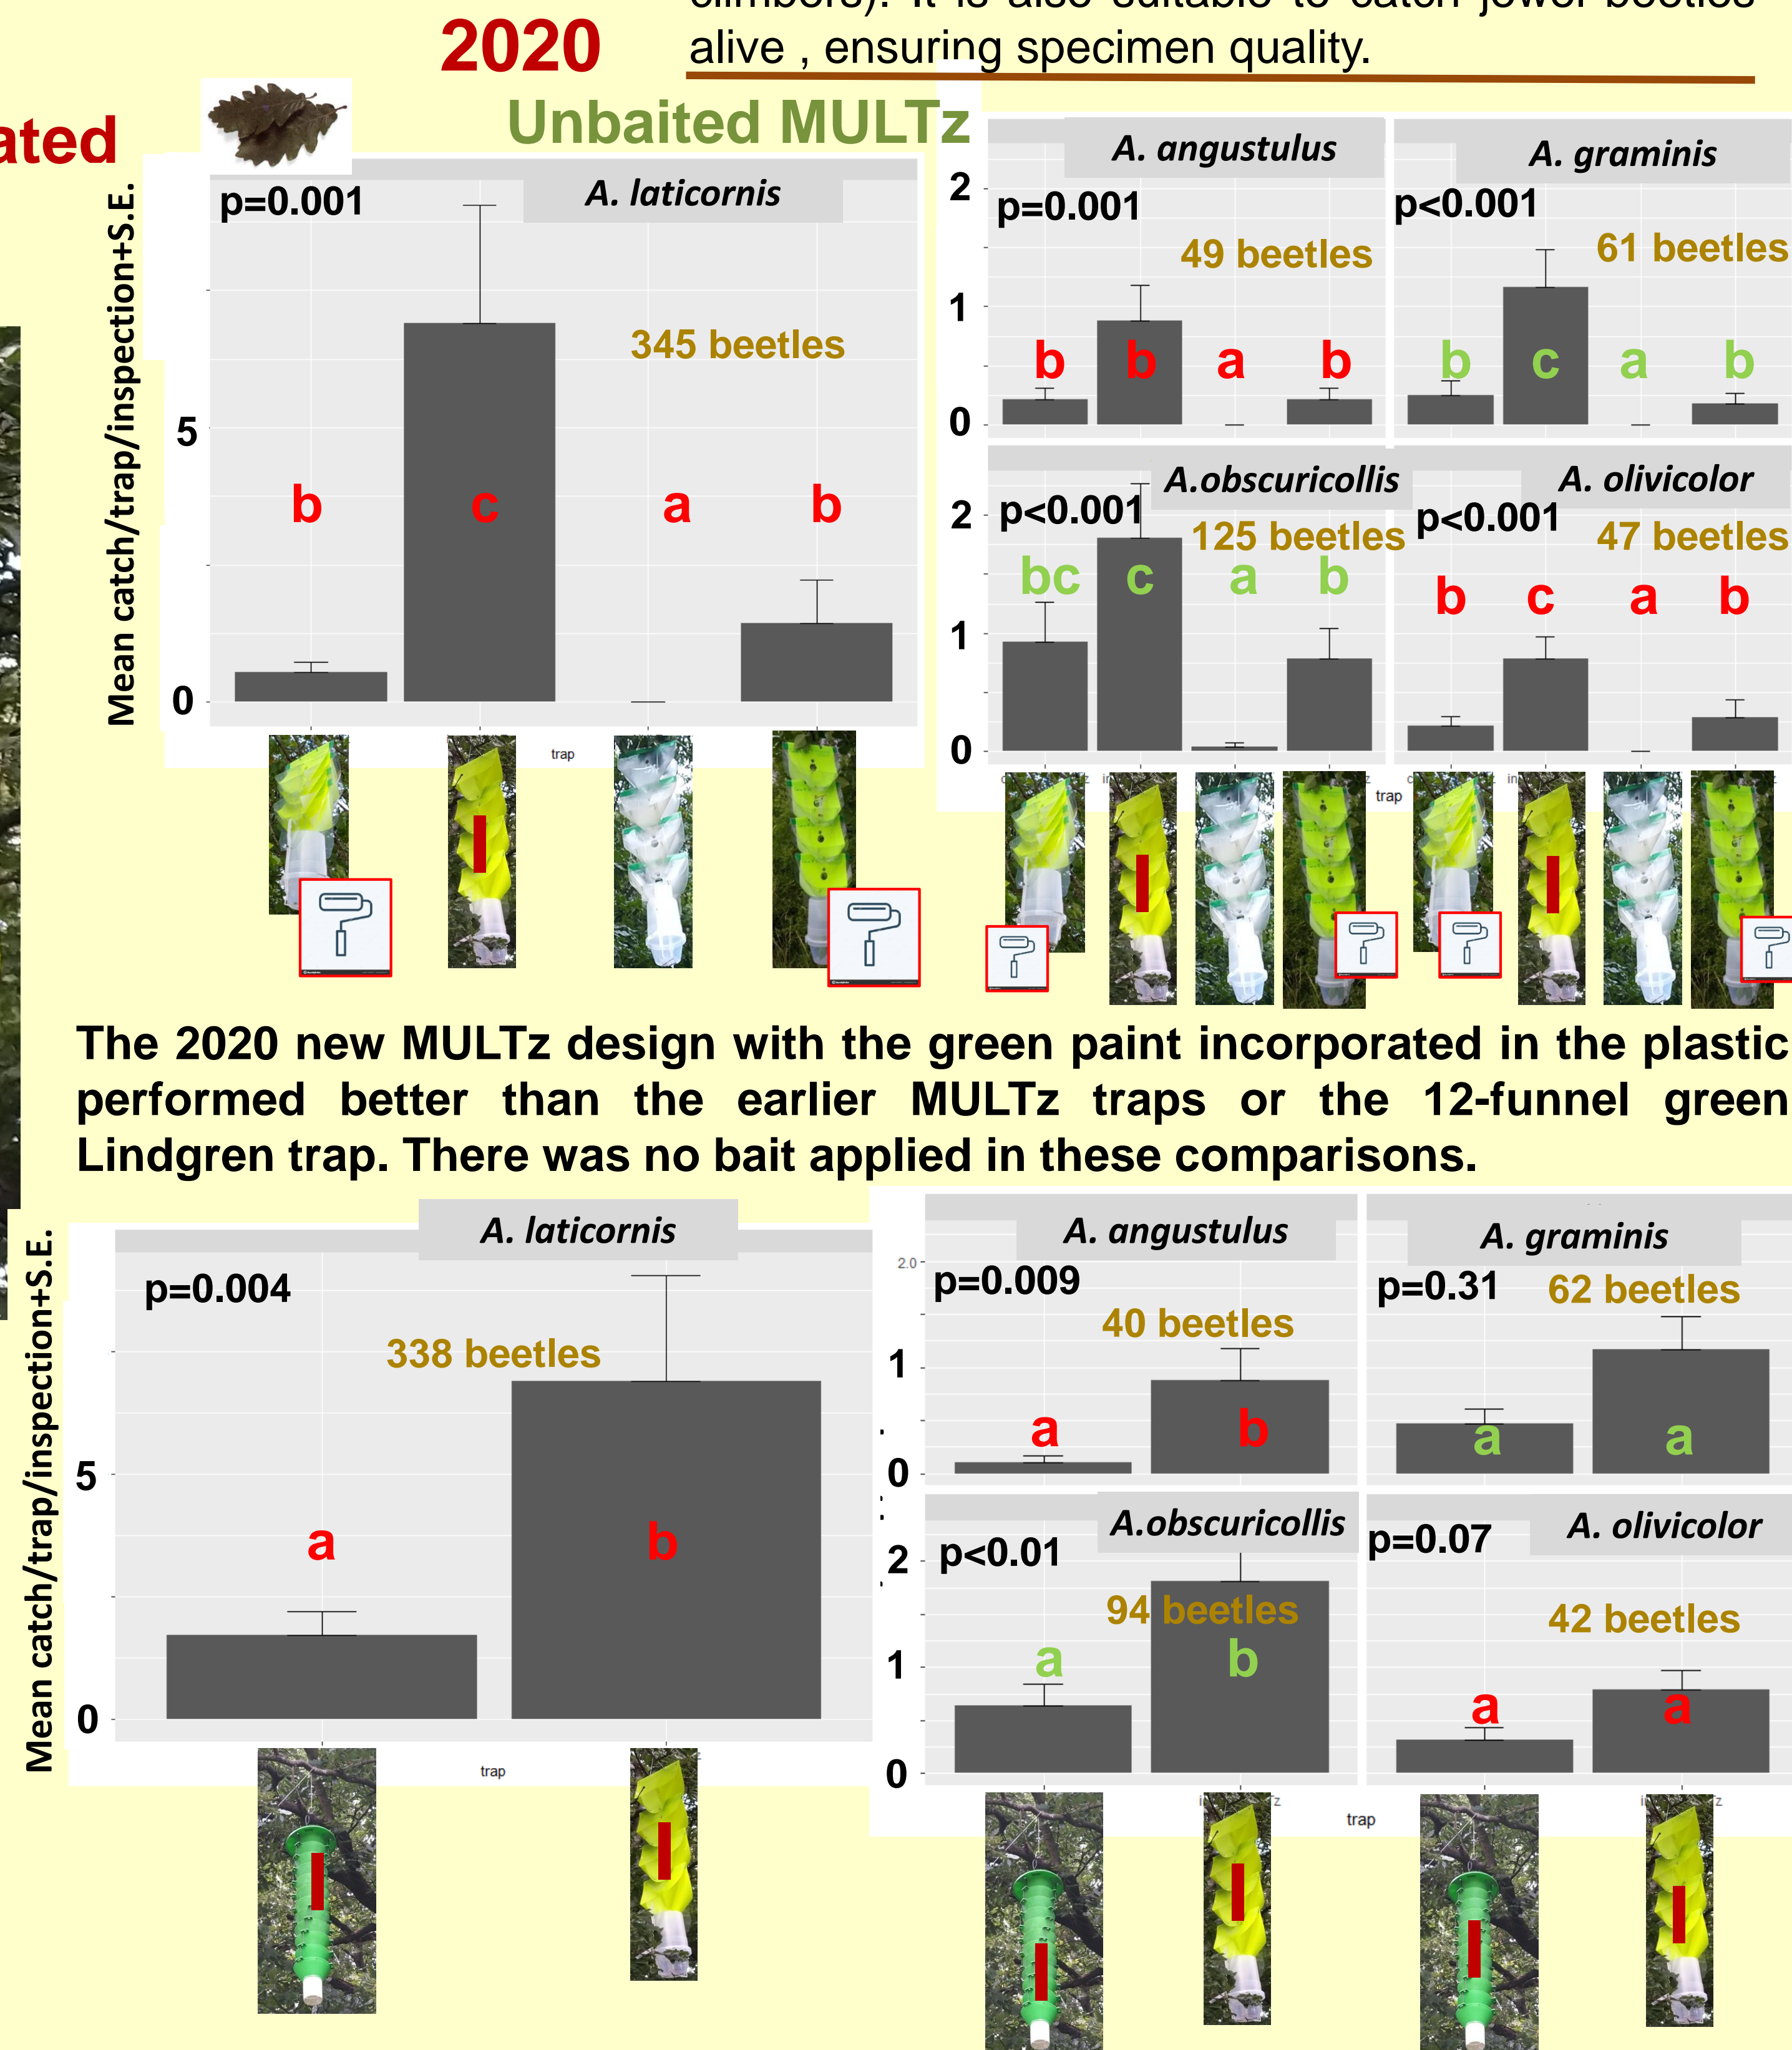 2020
alive , ensuring specimen quality.
ated
Unbaited MULTz
Mean catch/trap/inspection+S.E.
A. laticornis
p=0.001
345 beetles
5
0
b
c
a
b
trap
A. angustulus
p=0.001
49 beetles
2
1
0
b
b
a
b
A. graminis
p<0.001
61 beetles
b
c
a
b
A.obscuricollis
p<0.001
125 beetles
2
1
0
bc
c
a
b
A. olivicolor
p<0.001
47 beetles
b
c
a
b
trap
The 2020 new MULTz design with the green paint incorporated in the plastic
performed better than the earlier MULTz traps or the 12-funnel green
Lindgren trap. There was no bait applied in these comparisons.
Mean catch/trap/inspection+S.E.
A. laticornis
p=0.004
338 beetles
5
0
a
b
trap
A. angustulus
2.0
p=0.009
40 beetles
1
0
a
b
A. graminis
p=0.31
62 beetles
a
a
A.obscuricollis
p<0.01
94 beetles
2
1
0
a
b
A. olivicolor
p=0.07
42 beetles
a
a
trap